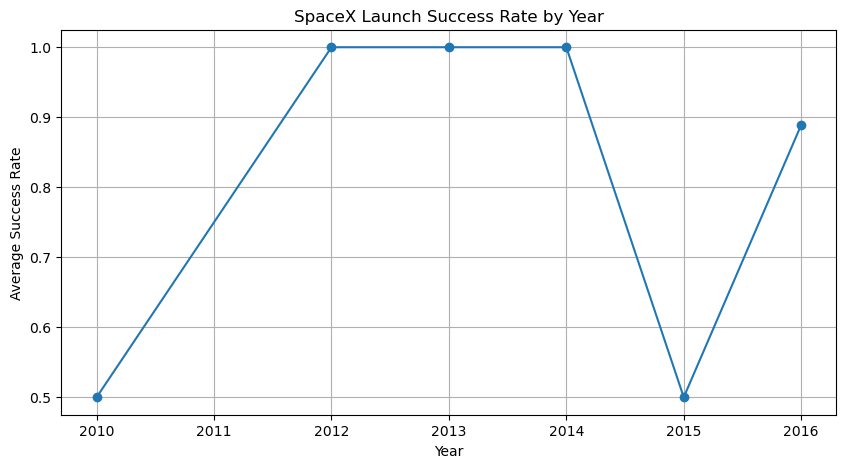 SpaceX Launch Success Rate by Year
Average Success Rate
1.0
0.9
0.8
0.7
0.6
0.5
2010 2011 2012 2013 2014 2015 2016
Year